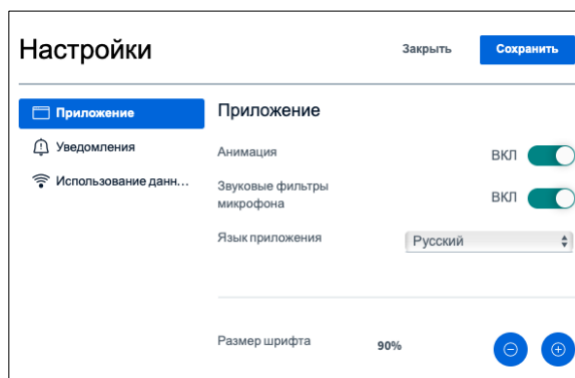 Настройки
Закрыть
Сохранить
Приложение
Уведомления
Использование данн...
Приложение
Анимация
ВКЛ
Звуковые фильтры
микрофона
ВКЛ
Язык приложения
Русский
Размер шрифта
90%